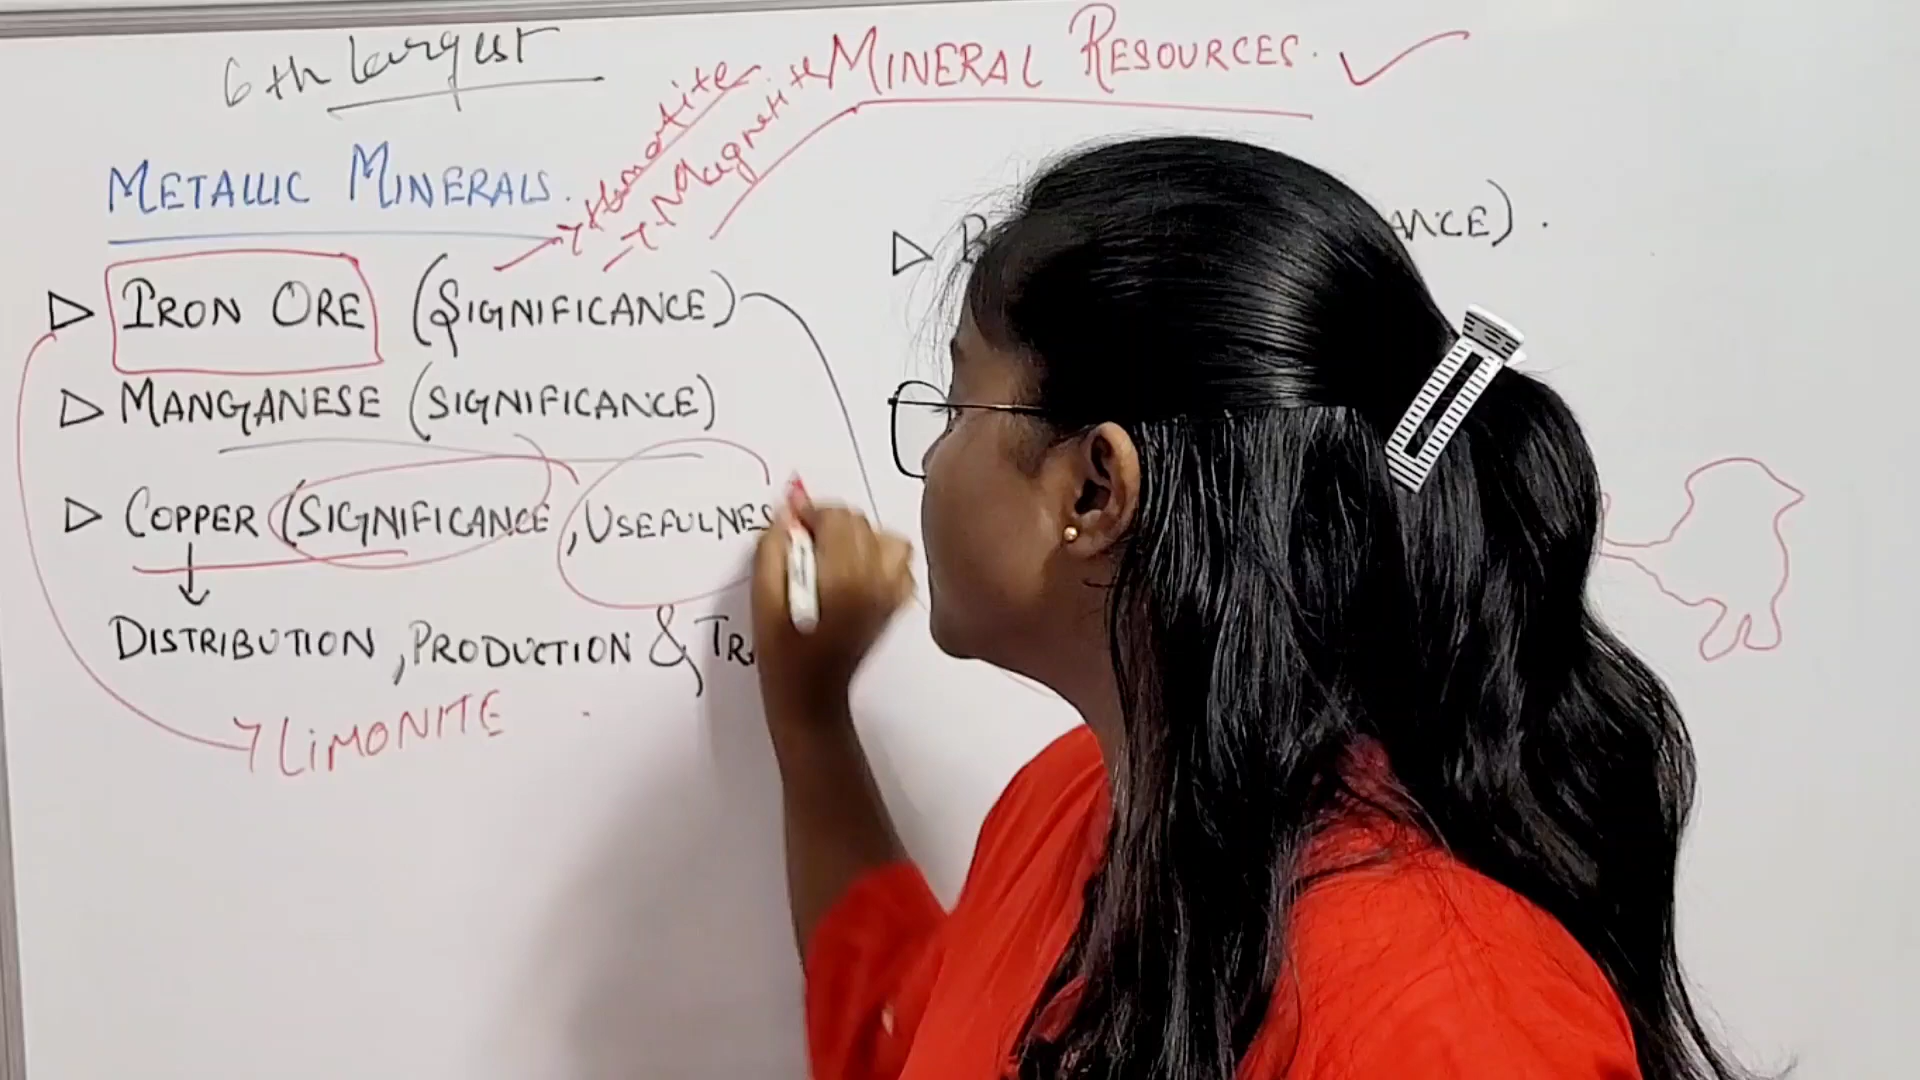 6th largest
MINERAL RESOURCES.
Hematite
Magnetite
METALLIC MINERALS.
IRON ORE (SIGNIFICANCE)
MANGANESE (SIGNIFICANCE)
COPPER (SIGNIFICANCE, USEFULNES
DISTRIBUTION, PRODUCTION &
LIMONITE
ANCE).